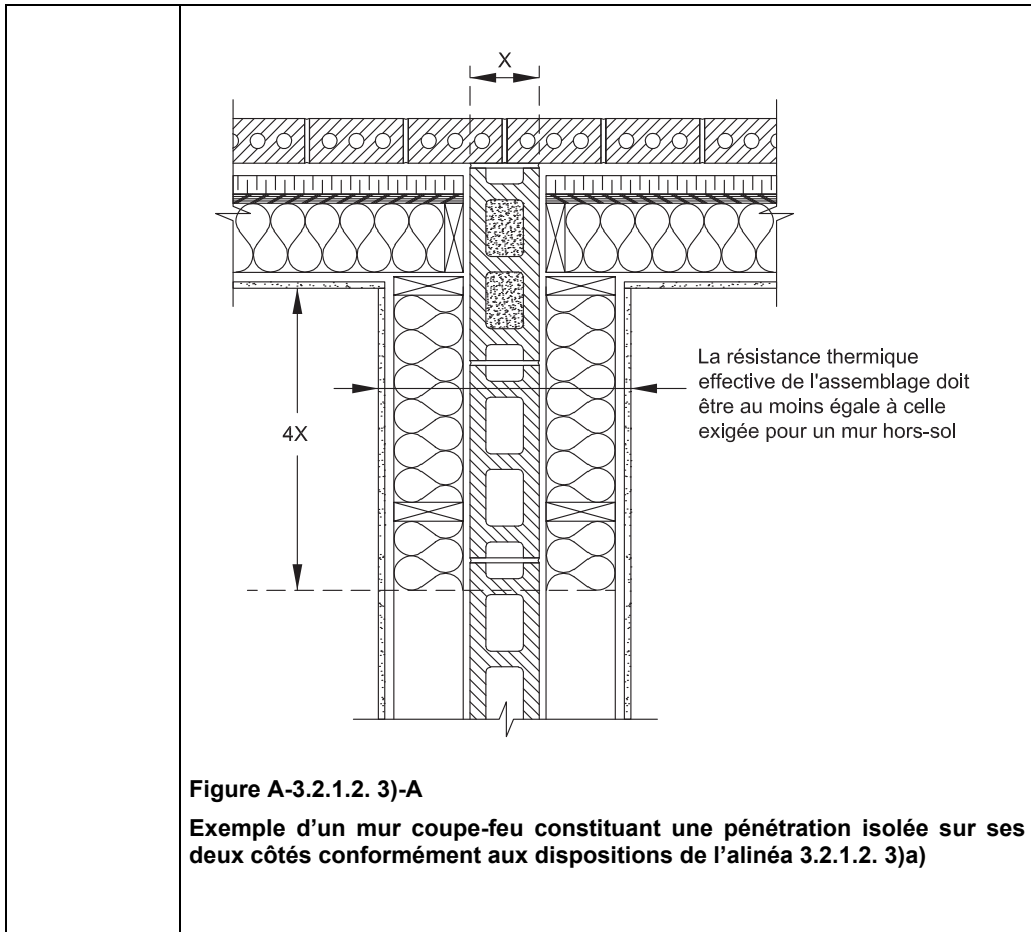 X
La résistance thermique
effective de l'assemblage doit
être au moins égale à celle
exigée pour un mur hors-sol
4X
Figure A-3.2.1.2. 3)-A
Exemple d’un mur coupe-feu constituant une pénétration isolée sur ses
deux côtés conformément aux dispositions de l’alinéa 3.2.1.2. 3)a)